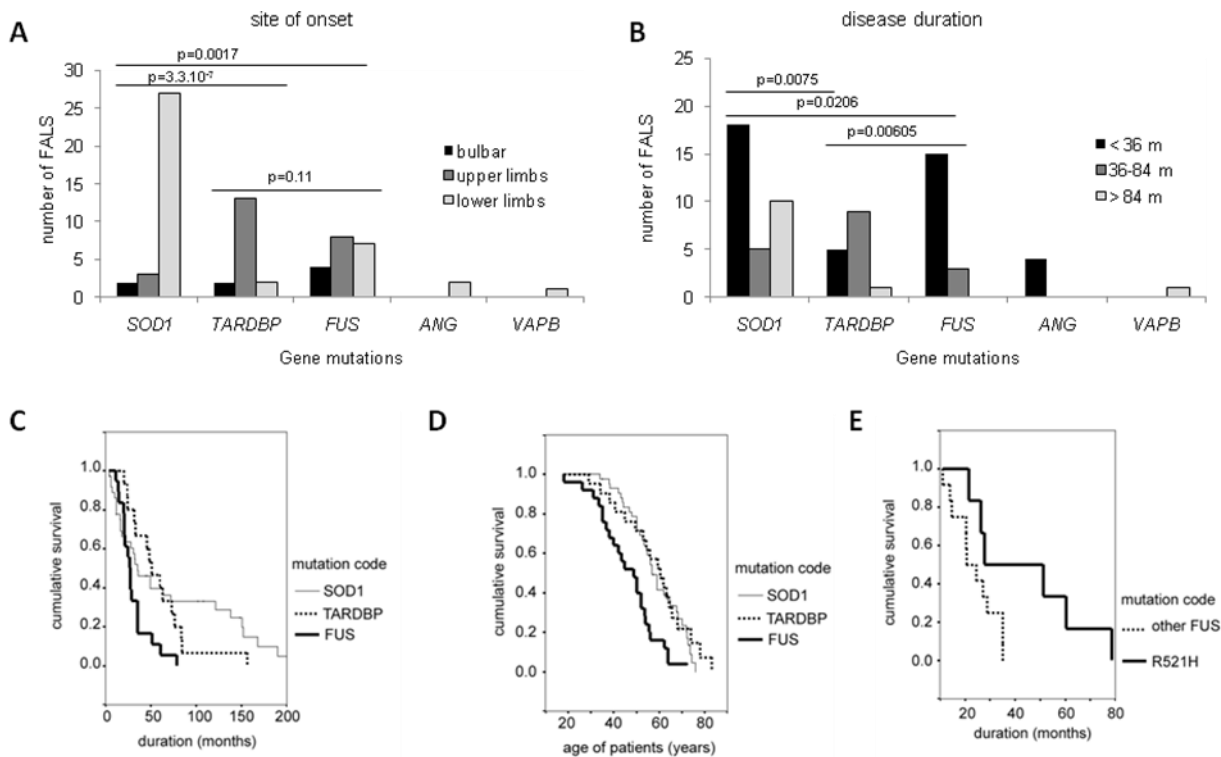 A
site of onset
p=0.0017
p=3.3.10-7
p=0.11
number of FALS
30
25
20
15
10
5
0
bulbar
upper limbs
lower limbs
SOD1 TARDBP FUS ANG VAPB
Gene mutations
B
disease duration
p=0.0075
p=0.0206
p=0.00605
number of FALS
25
20
15
10
5
0
< 36 m
36-84 m
> 84 m
SOD1 TARDBP FUS ANG VAPB
Gene mutations
C
cumulative survival
1.0
0.8
0.6
0.4
0.2
0.0
0 50 100 150 200
duration (months)
mutation code
SOD1
TARDBP
FUS
D
cumulative survival
1.0
0.8
0.6
0.4
0.2
0.0
20 40 60 80
age of patients (years)
mutation code
SOD1
TARDBP
FUS
E
cumulative survival
1.0
0.8
0.6
0.4
0.2
0.0
20 40 60 80
duration (months)
mutation code
other FUS
R521H